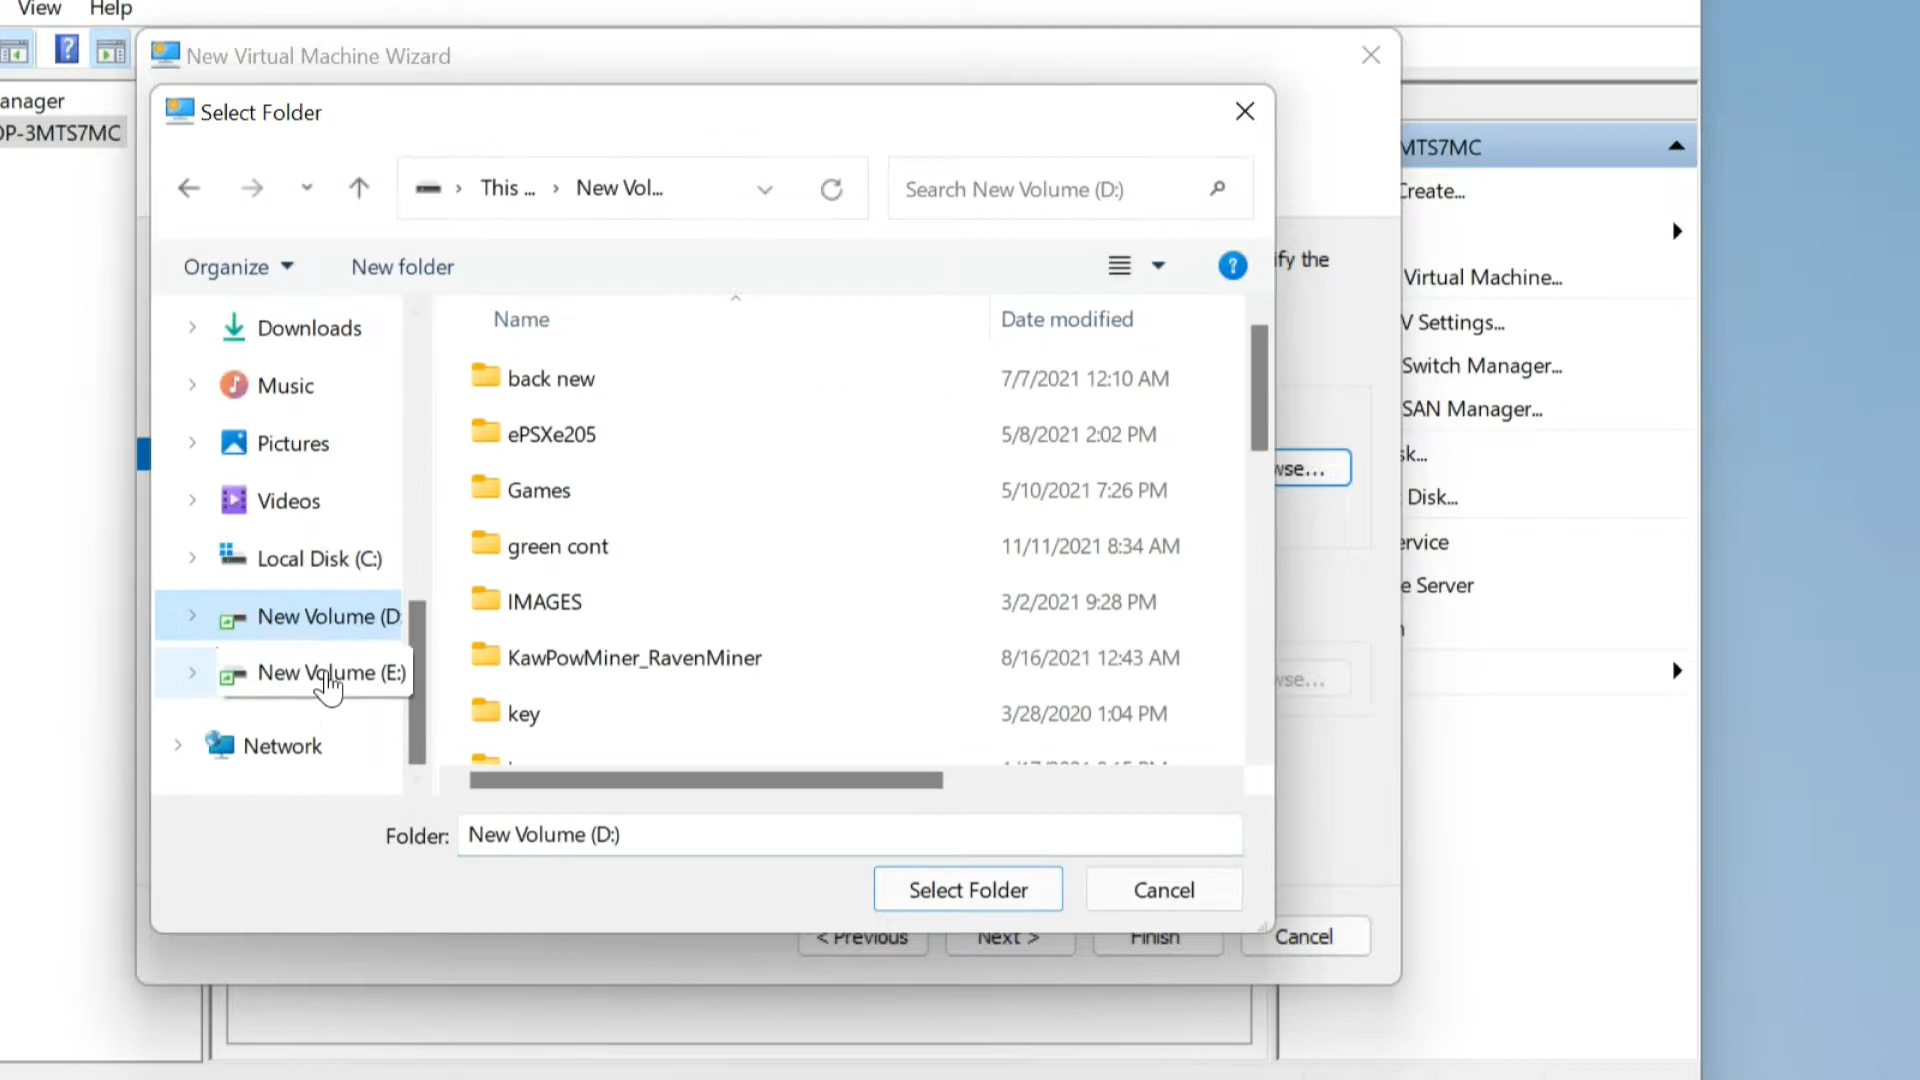 View Help
New Virtual Machine Wizard
anager
Select Folder
OP-3MTS7MC
MTS7MC
This ... > New Vol...
Search New Volume (D:)
Create...
Organize
New folder
ify the
Virtual Machine...
Name
Date modified
V Settings...
Downloads
Switch Manager...
Music
back new 7/7/2021 12:10 AM
SAN Manager...
Pictures
ePSXe205 5/8/2021 2:02 PM
sk...
wse...
Videos
Games 5/10/2021 7:26 PM
Disk...
Local Disk (C:)
green cont 11/11/2021 8:34 AM
ervice
New Volume (D
IMAGES 3/2/2021 9:28 PM
e Server
New Volume (E:)
KawPowMiner_RavenMiner 8/16/2021 12:43 AM
wse...
Network
key 3/28/2020 1:04 PM
Folder: New Volume (D:)
Select Folder
Cancel
< Previous
Next >
Finish
Cancel